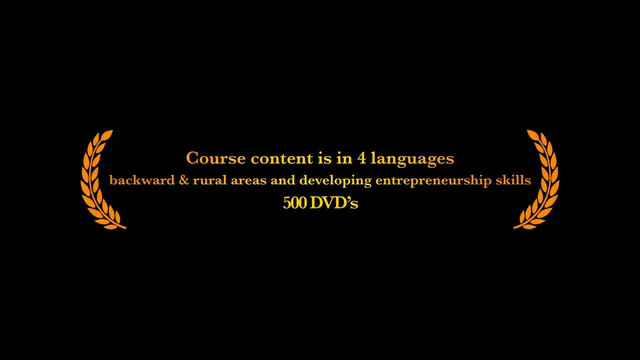 Course content is in 4 languages
backward & rural areas and developing entrepreneurship skills
500 DVD's